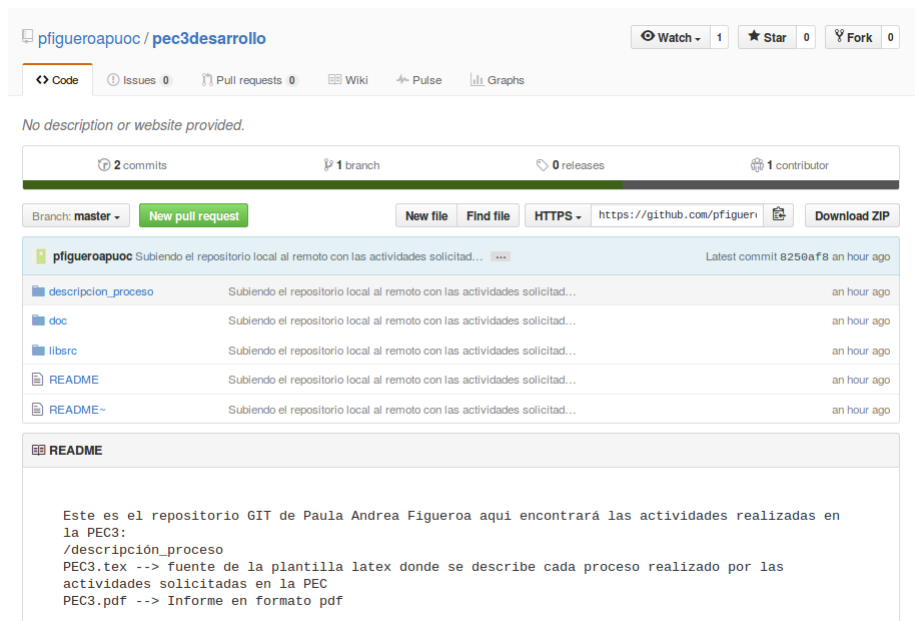 pfigueroapuoc / pec3desarrollo
Watch 1 Star 0 Fork 0
Code Issues 0 Pull requests 0 Wiki Pulse Graphs
No description or website provided.
2 commits 1 branch 0 releases 1 contributor
Branch: master New pull request New file Find file HTTPS https://github.com/pfiguer Download ZIP
pfigueroapuoc Subiendo el repositorio local al remoto con las actividades solicitad… … Latest commit 8250af8 an hour ago
descripcion_proceso Subiendo el repositorio local al remoto con las actividades solicitad… an hour ago
doc Subiendo el repositorio local al remoto con las actividades solicitad… an hour ago
libsrc Subiendo el repositorio local al remoto con las actividades solicitad… an hour ago
README Subiendo el repositorio local al remoto con las actividades solicitad… an hour ago
README~ Subiendo el repositorio local al remoto con las actividades solicitad… an hour ago
README
Este es el repositorio GIT de Paula Andrea Figueroa aqui encontrará las actividades realizadas en
la PEC3:
/descripción_proceso
PEC3.tex --> fuente de la plantilla latex donde se describe cada proceso realizado por las
actividades solicitadas en la PEC
PEC3.pdf --> Informe en formato pdf